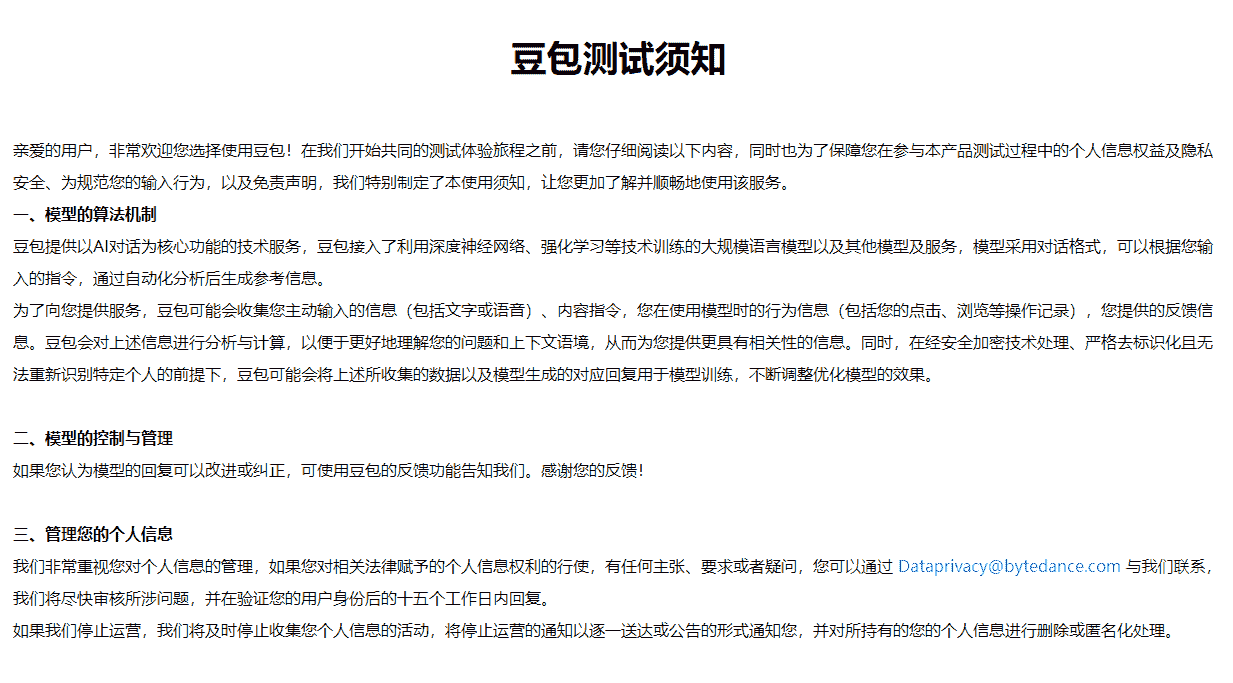 豆包测试须知
亲爱的用户，非常欢迎您选择使用豆包！在我们开始共同的测试体验旅程之前，请您仔细阅读以下内容，同时也为了保障您在参与本产品测试过程中的个人信息权益及隐私
安全、为规范您的输入行为，以及免责声明，我们特别制定了本使用须知，让您更加了解并顺畅地使用该服务。
一、模型的算法机制
豆包提供以AI对话为核心功能的技术服务，豆包接入了利用深度神经网络、强化学习等技术训练的大规模语言模型以及其他模型及服务，模型采用对话格式，可以根据您输
入的指令，通过自动化分析后生成参考信息。
为了向您提供服务，豆包可能会收集您主动输入的信息（包括文字或语音）、内容指令，您在使用模型时的行为信息（包括您的点击、浏览等操作记录），您提供的反馈信
息。豆包会对上述信息进行分析与计算，以便于更好地理解您的问题和上下文语境，从而为您提供更具有相关性的信息。同时，在经安全加密技术处理、严格去标识化且无
法重新识别特定个人的前提下，豆包可能会将上述所收集的数据以及模型生成的对应回复用于模型训练，不断调整优化模型的效果。
二、模型的控制与管理
如果您认为模型的回复可以改进或纠正，可使用豆包的反馈功能告知我们。感谢您的反馈！
三、管理您的个人信息
我们非常重视您对个人信息的管理，如果您对相关法律赋予的个人信息权利的行使，有任何主张、要求或者疑问，您可以通过 Dataprivacy@bytedance.com 与我们联系，
我们将尽快审核所涉问题，并在验证您的用户身份后的十五个工作日内回复。
如果我们停止运营，我们将及时停止收集您个人信息的活动，将停止运营的通知以逐一送达或公告的形式通知您，并对所持有的您的个人信息进行删除或匿名化处理。